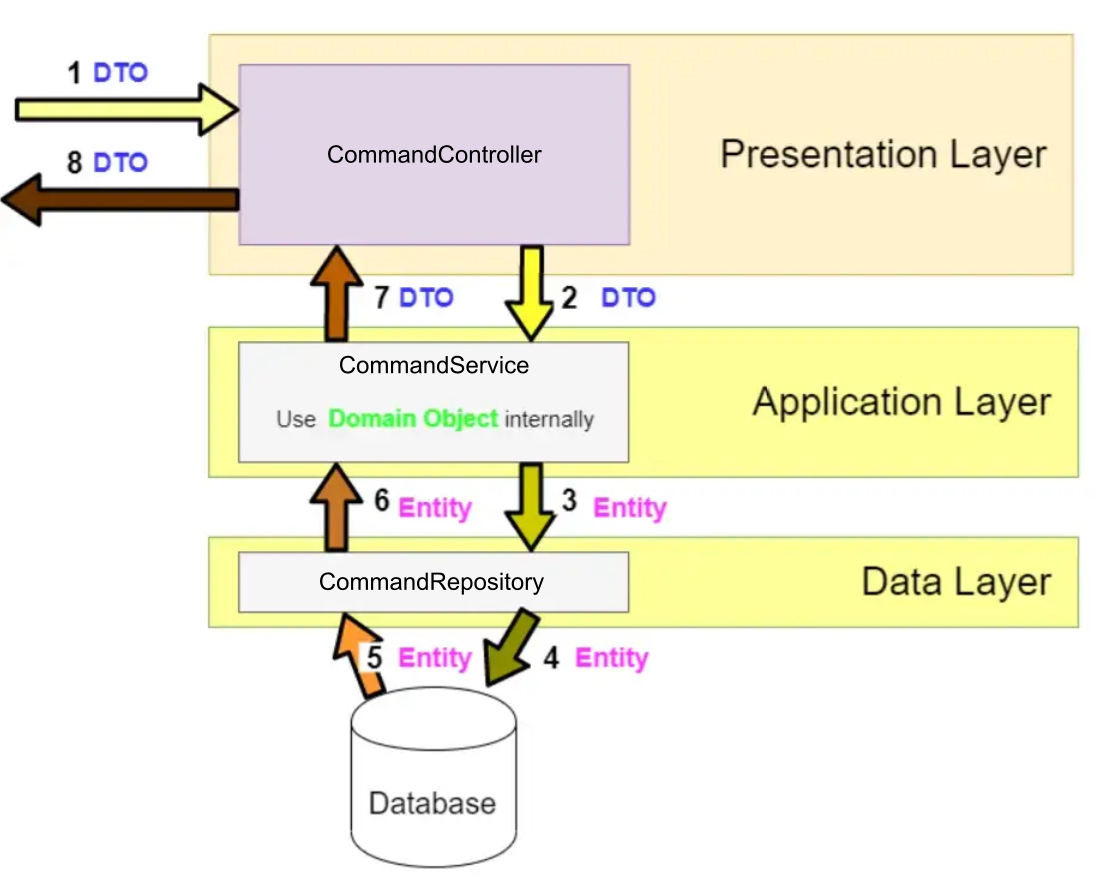 1 DTO
8 DTO
CommandController
Presentation Layer
7 DTO
2 DTO
CommandService
Use Domain Object internally
Application Layer
6 Entity
3 Entity
CommandRepository
Data Layer
5 Entity
4 Entity
Database